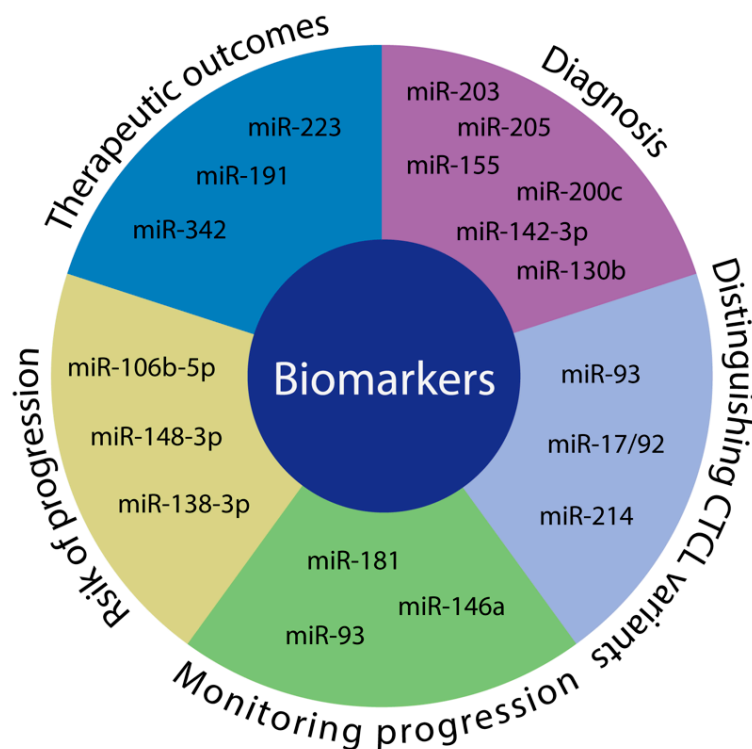 Therapeutic outcomes
miR-223
miR-191
miR-342
Diagnosis
miR-203
miR-205
miR-155
miR-200c
miR-142-3p
miR-130b
Distinguishing CTCL variants
miR-93
miR-17/92
miR-214
Monitoring progression
miR-181
miR-146a
miR-93
Rsik of progression
miR-106b-5p
miR-148-3p
miR-138-3p
Biomarkers